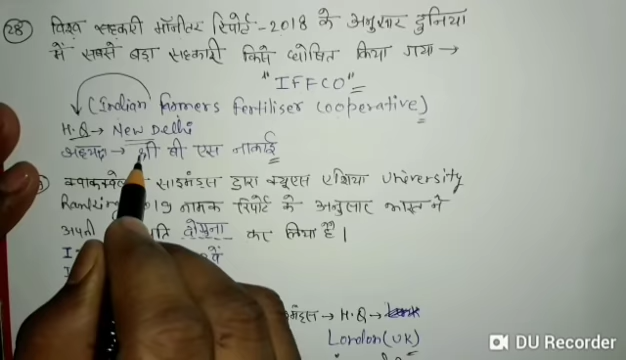 (28) विश्व सहकारी मॉनीटर रिपोर्ट-2018 के अनुसार दुनिया
में सबसे बड़ा सहकारी किसे घोषित किया गया →
"IFFCO"
(Indian Farmers Fertiliser Cooperative)
H.Q → New Delhi
अध्यक्ष → श्री बी एस नाकाई
साइमंड्स द्वारा क्यूएस एशिया University
Ranking 2019 नामक रिपोर्ट के अनुसार भारत ने
अपनी दोगुना कर लिया है।
→ H.Q →
London (UK)
DU Recorder